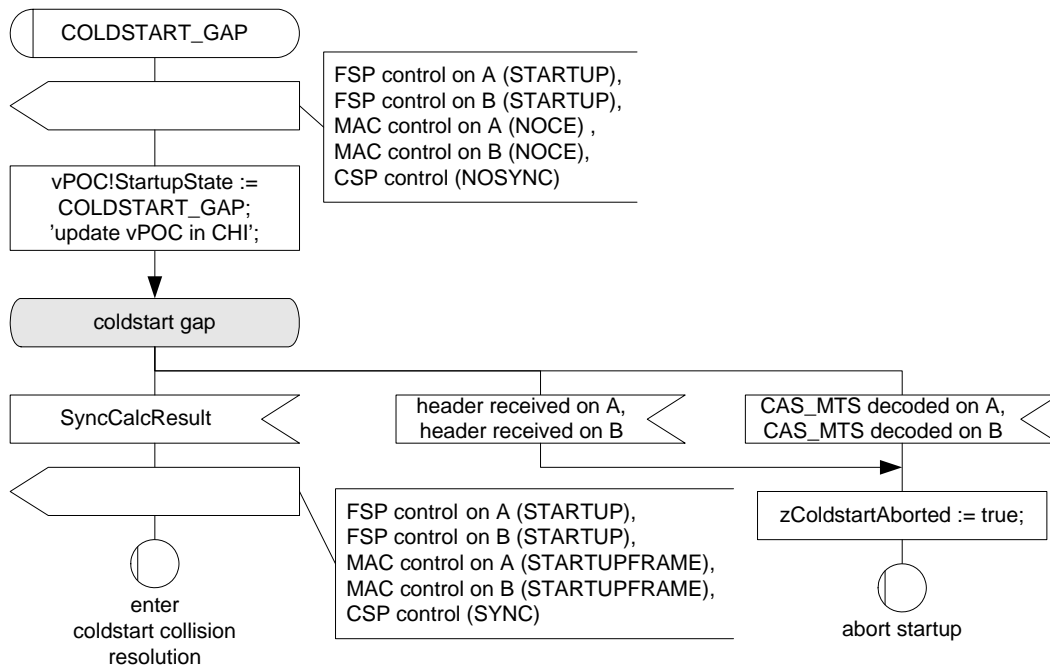 COLDSTART_GAP
FSP control on A (STARTUP),
FSP control on B (STARTUP),
MAC control on A (NOCE) ,
MAC control on B (NOCE),
CSP control (NOSYNC)
vPOC!StartupState :=
COLDSTART_GAP;
’update vPOC in CHI’;
coldstart gap
SyncCalcResult
header received on A,
header received on B
CAS_MTS decoded on A,
CAS_MTS decoded on B
FSP control on A (STARTUP),
FSP control on B (STARTUP),
MAC control on A (STARTUPFRAME),
MAC control on B (STARTUPFRAME),
CSP control (SYNC)
zColdstartAborted := true;
enter
coldstart collision
resolution
abort startup